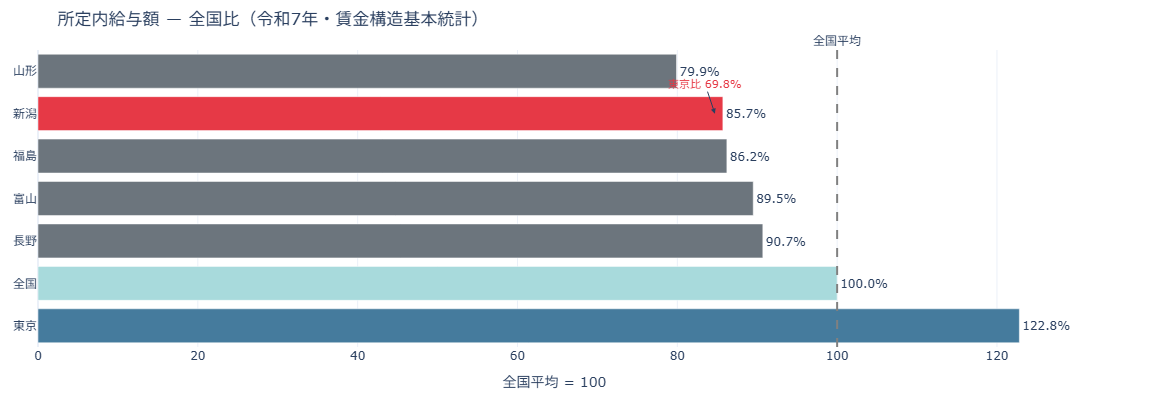 所定内給与額 — 全国比（令和7年・賃金構造基本統計）
全国平均
山形
79.9%
東京比 69.8%
新潟
85.7%
福島
86.2%
富山
89.5%
長野
90.7%
全国
100.0%
東京
122.8%
0 20 40 60 80 100 120
全国平均 = 100